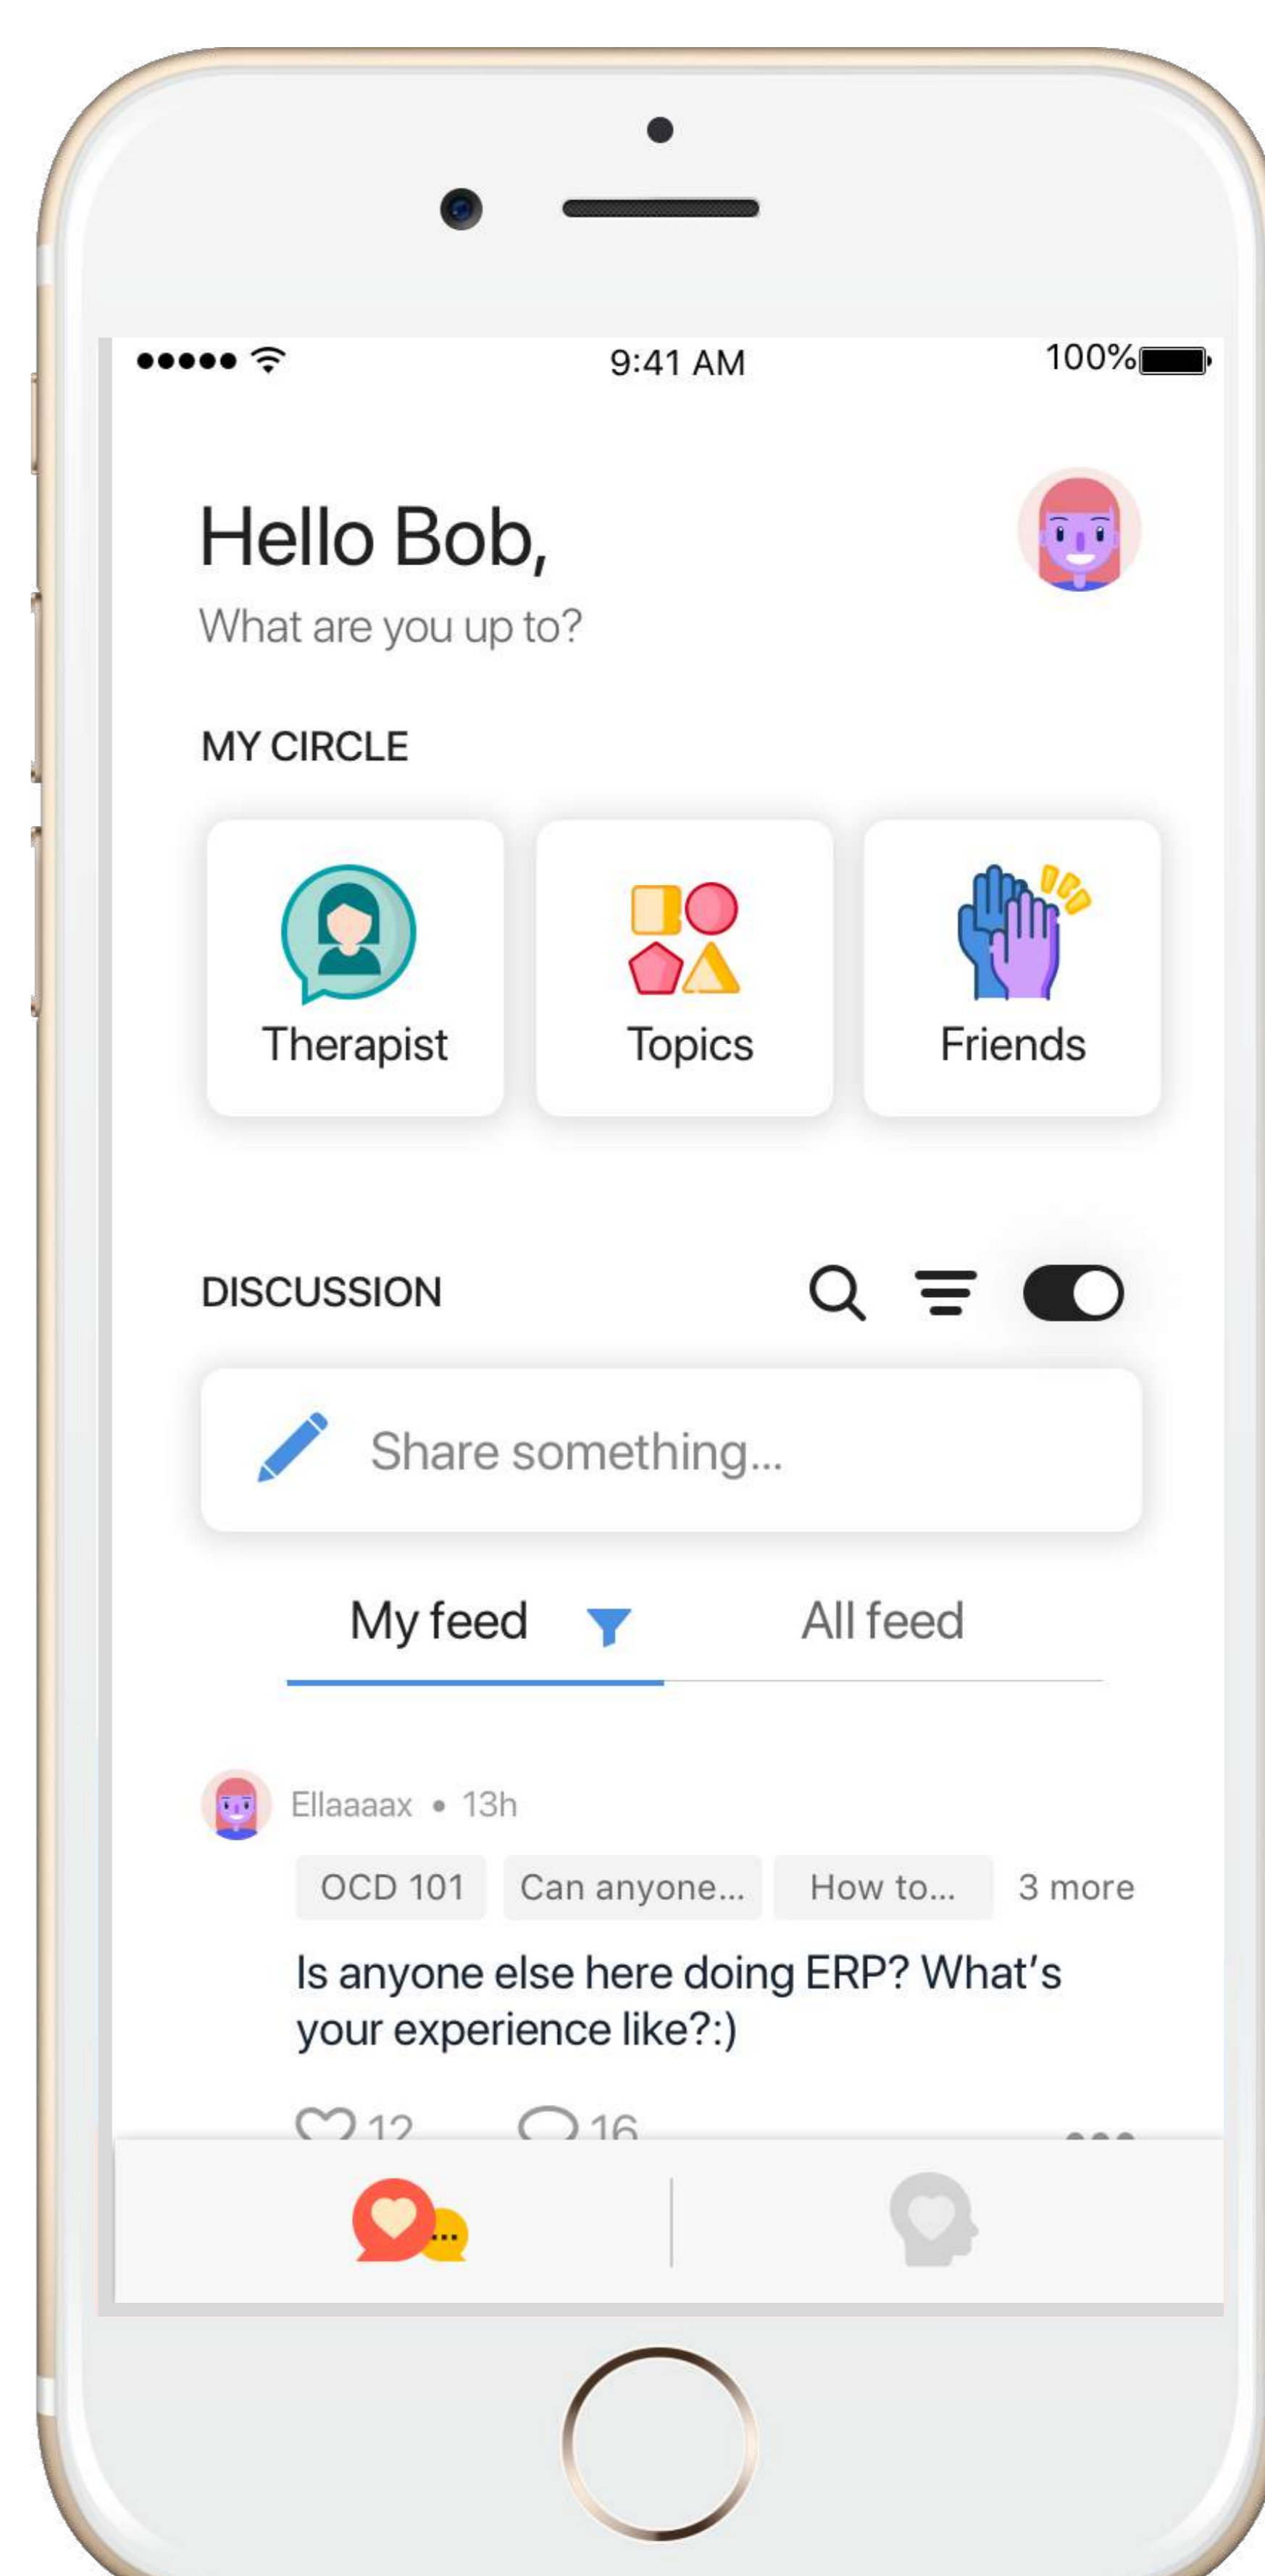 9:41 AM
100%
Hello Bob,
What are you up to?
MY CIRCLE
Therapist
Topics
Friends
DISCUSSION
Share something...
My feed
All feed
Ellaaaax • 13h
OCD 101
Can anyone...
How to...
3 more
Is anyone else here doing ERP? What's
your experience like?:)
12
16